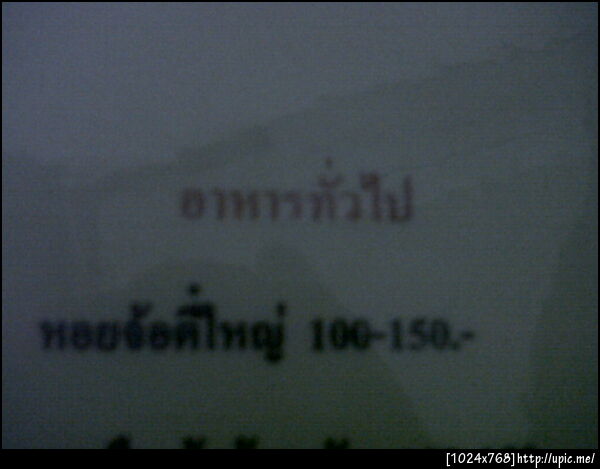 อาหารทั่วไป
หอยจ้อตี๋ใหญ่ 100-150.-
[1024x768]http://upic.me/